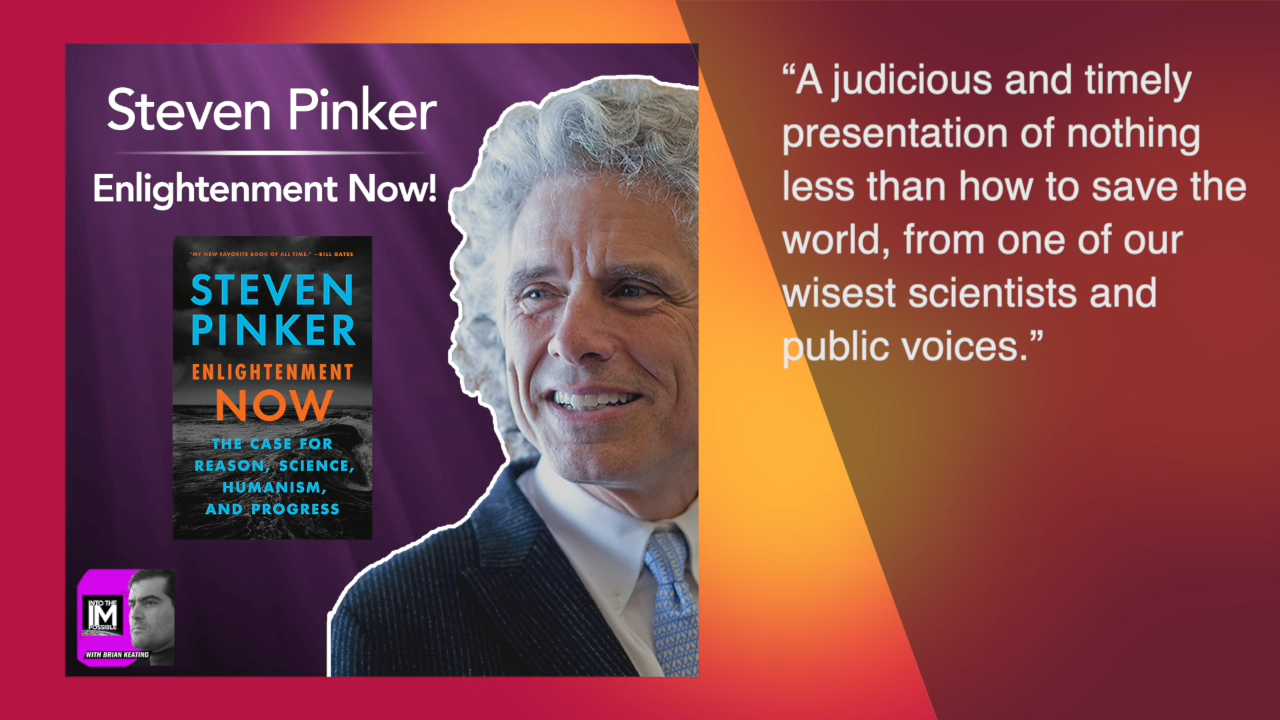 Steven Pinker
Enlightenment Now!
"MY NEW FAVORITE BOOK OF ALL TIME." —BILL GATES
STEVEN
PINKER
ENLIGHTENMENT
NOW
THE CASE FOR
REASON, SCIENCE,
HUMANISM,
AND PROGRESS
INTO THE
IM
POSSIBLE
WITH BRIAN KEATING
“A judicious and timely
presentation of nothing
less than how to save the
world, from one of our
wisest scientists and
public voices.”